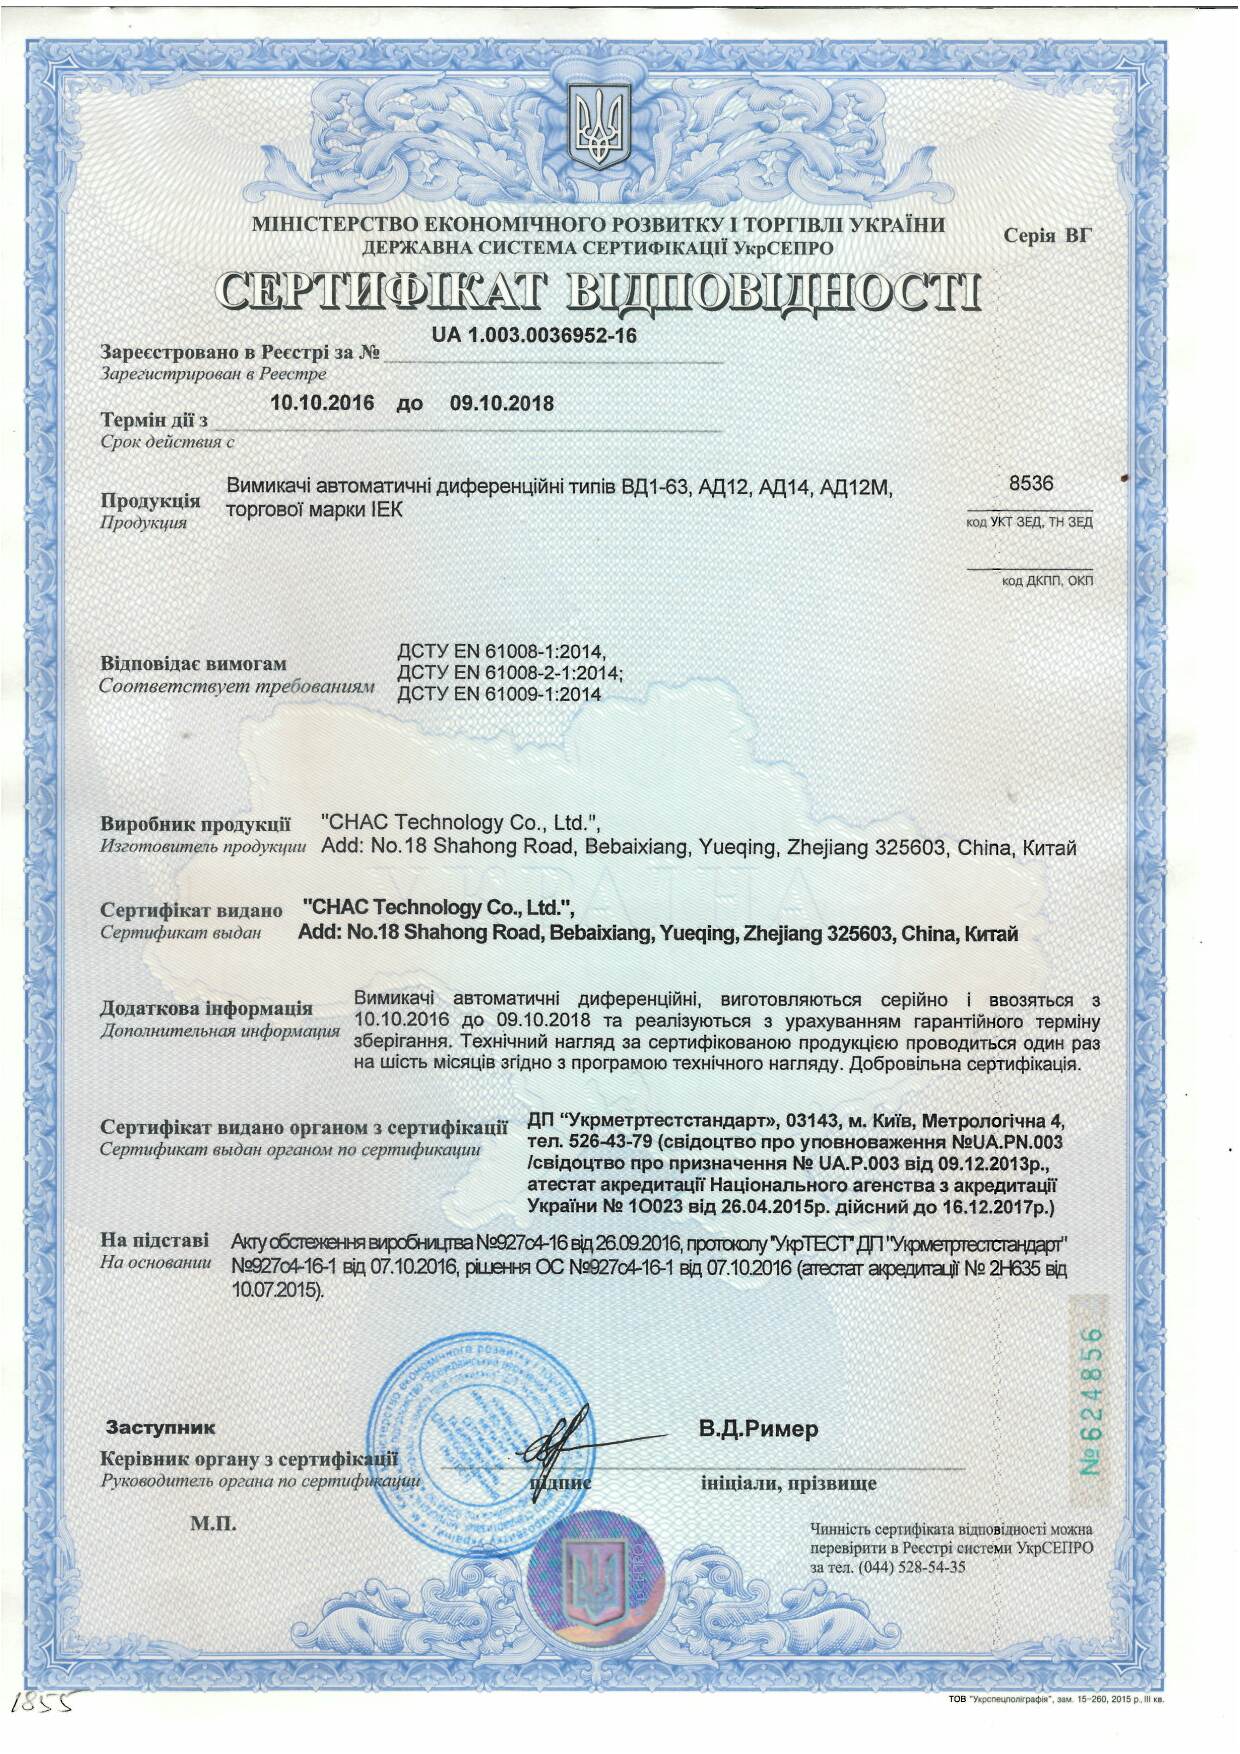 МІНІСТЕРСТВО ЕКОНОМІЧНОГО РОЗВИТКУ І ТОРГІВЛІ УКРАЇНИ
ДЕРЖАВНА СИСТЕМА СЕРТИФІКАЦІЇ УкрСЕПРО
Серія ВГ
СЕРТИФІКАТ ВІДПОВІДНОСТІ
UA 1.003.0036952-16
Зареєстровано в Реєстрі за №
Зарегистрирован в Реестре
10.10.2016 до 09.10.2018
Термін дії з
Срок действия с
Вимикачі автоматичні диференційні типів ВД1-63, АД12, АД14, АД12М,
торгової марки IEK
Продукція
Продукция
8536
код УКТ ЗЕД, ТН ЗЕД
код ДКПП, ОКП
Відповідає вимогам
Соответствует требованиям
ДСТУ EN 61008-1:2014,
ДСТУ EN 61008-2-1:2014;
ДСТУ EN 61009-1:2014
УКРАЇНА
Виробник продукції "CHAC Technology Co., Ltd.",
Изготовитель продукции Add: No.18 Shahong Road, Bebaixiang, Yueqing, Zhejiang 325603, China, Китай
Сертифікат видано "CHAC Technology Co., Ltd.",
Сертификат выдан Add: No.18 Shahong Road, Bebaixiang, Yueqing, Zhejiang 325603, China, Китай
Додаткова інформація
Дополнительная информация
Вимикачі автоматичні диференційні, виготовляються серійно і ввозяться з
10.10.2016 до 09.10.2018 та реалізуються з урахуванням гарантійного терміну
зберігання. Технічний нагляд за сертифікованою продукцією проводиться один раз
на шість місяців згідно з програмою технічного нагляду. Добровільна сертифікація.
Сертифікат видано органом з сертифікації
Сертификат выдан органом по сертификации
ДП “Укрметртестстандарт», 03143, м. Київ, Метрологічна 4,
тел. 526-43-79 (свідоцтво про уповноваження №UA.PN.003
/свідоцтво про призначення № UA.P.003 від 09.12.2013р.,
атестат акредитації Національного агенства з акредитації
України № 1О023 від 26.04.2015р. дійсний до 16.12.2017р.)
На підставі
На основании
Акту обстеження виробництва №927с4-16 від 26.09.2016, протоколу "УкрТЕСТ" ДП "Укрметртестстандарт"
№927с4-16-1 від 07.10.2016, рішення ОС №927с4-16-1 від 07.10.2016 (атестат акредитації № 2Н635 від
10.07.2015).
№624856
Заступник
В.Д.Ример
Керівник органу з сертифікації
Руководитель органа по сертификации
підпис
ініціали, прізвище
М.П.
Чинність сертифіката відповідності можна
перевірити в Реєстрі системи УкрСЕПРО
за тел. (044) 528-54-35
1855
ТОВ "Укрспецполіграфія", зам. 15-260, 2015 р., III кв.